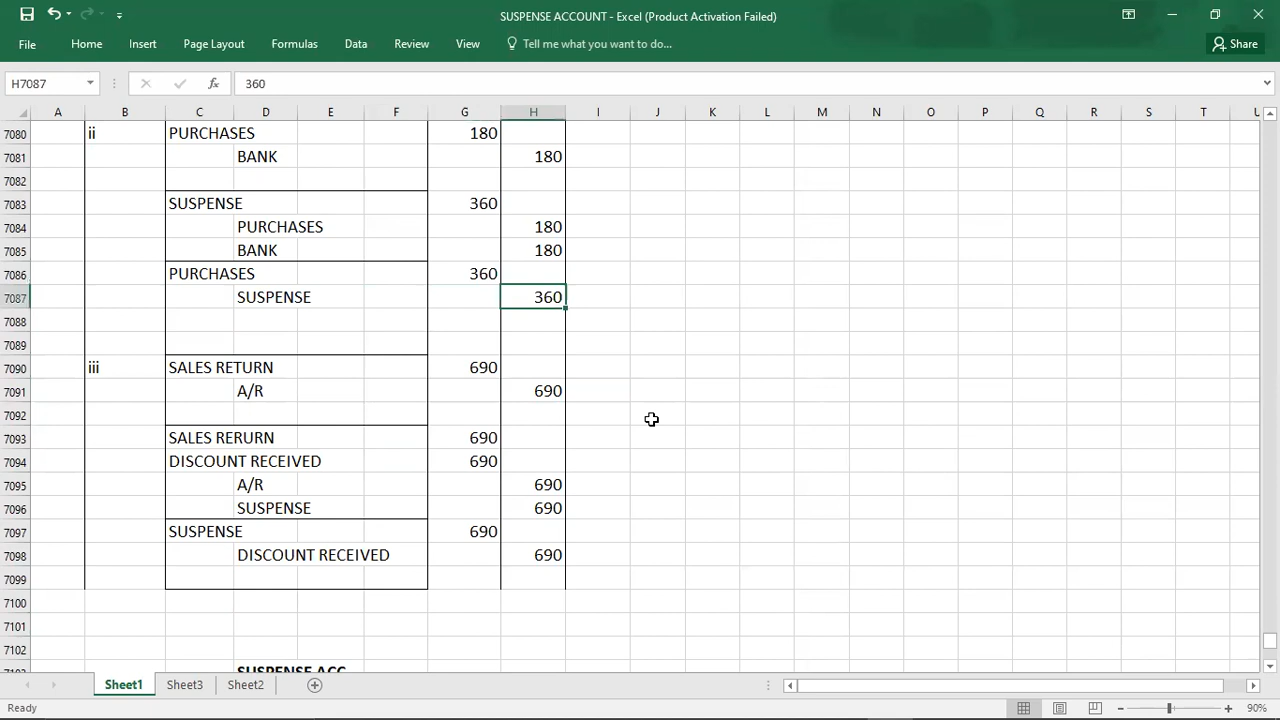 SUSPENSE ACCOUNT - Excel (Product Activation Failed)
File Home Insert Page Layout Formulas Data Review View Tell me what you want to do... Share
H7087 fx 360
A B C D E F G H I J K L M N O P Q R S T U
7080 ii PURCHASES 180
7081 BANK 180
7082
7083 SUSPENSE 360
7084 PURCHASES 180
7085 BANK 180
7086 PURCHASES 360
7087 SUSPENSE 360
7088
7089
7090 iii SALES RETURN 690
7091 A/R 690
7092
7093 SALES RERURN 690
7094 DISCOUNT RECEIVED 690
7095 A/R 690
7096 SUSPENSE 690
7097 SUSPENSE 690
7098 DISCOUNT RECEIVED 690
7099
7100
7101
7102
7103 SUSPENSE ACC
Sheet1 Sheet3 Sheet2
Ready 90%